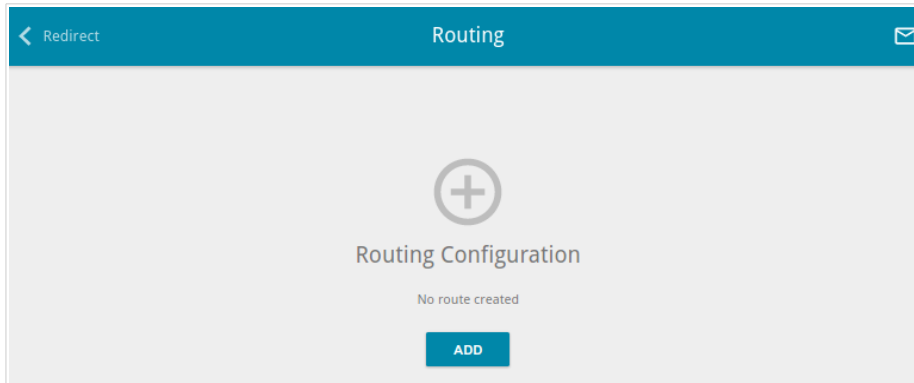 Redirect
Routing
Routing Configuration
No route created
ADD